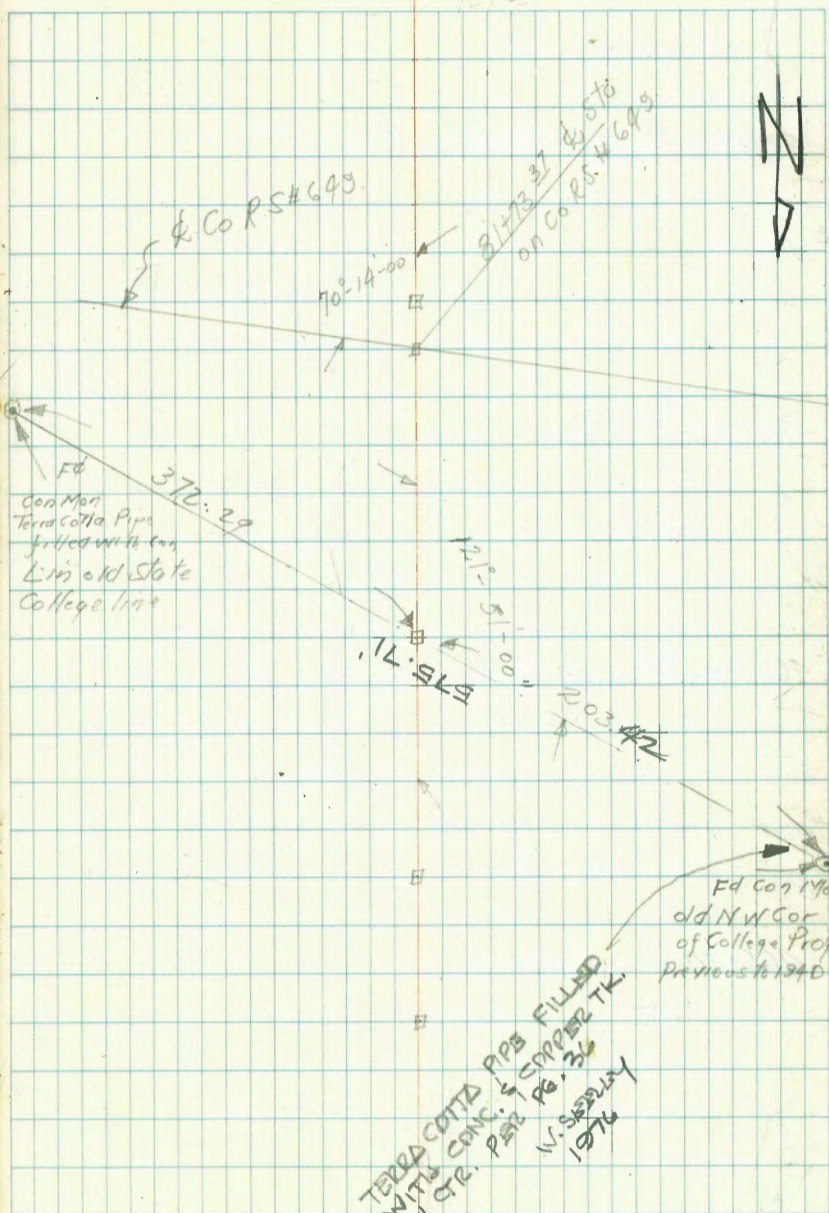 N
81+73.37 ℄ Sta
on Co R.S. # 649
℄ Co R S # 649.
70°-14'-00
Fd
Con Mon
Terra Cotta Pipe
filled with Con
L in old State
College line
372.29
121°-51'-00"
575.71'
203.42
Fd Con Mo
old N W Cor
of College Prop
Previous to 1940
TERRA COTTA PIPE FILLED
WITH CONC. & COPPER TK.
CTR. PER PG. 36
W. SEELEY
1976